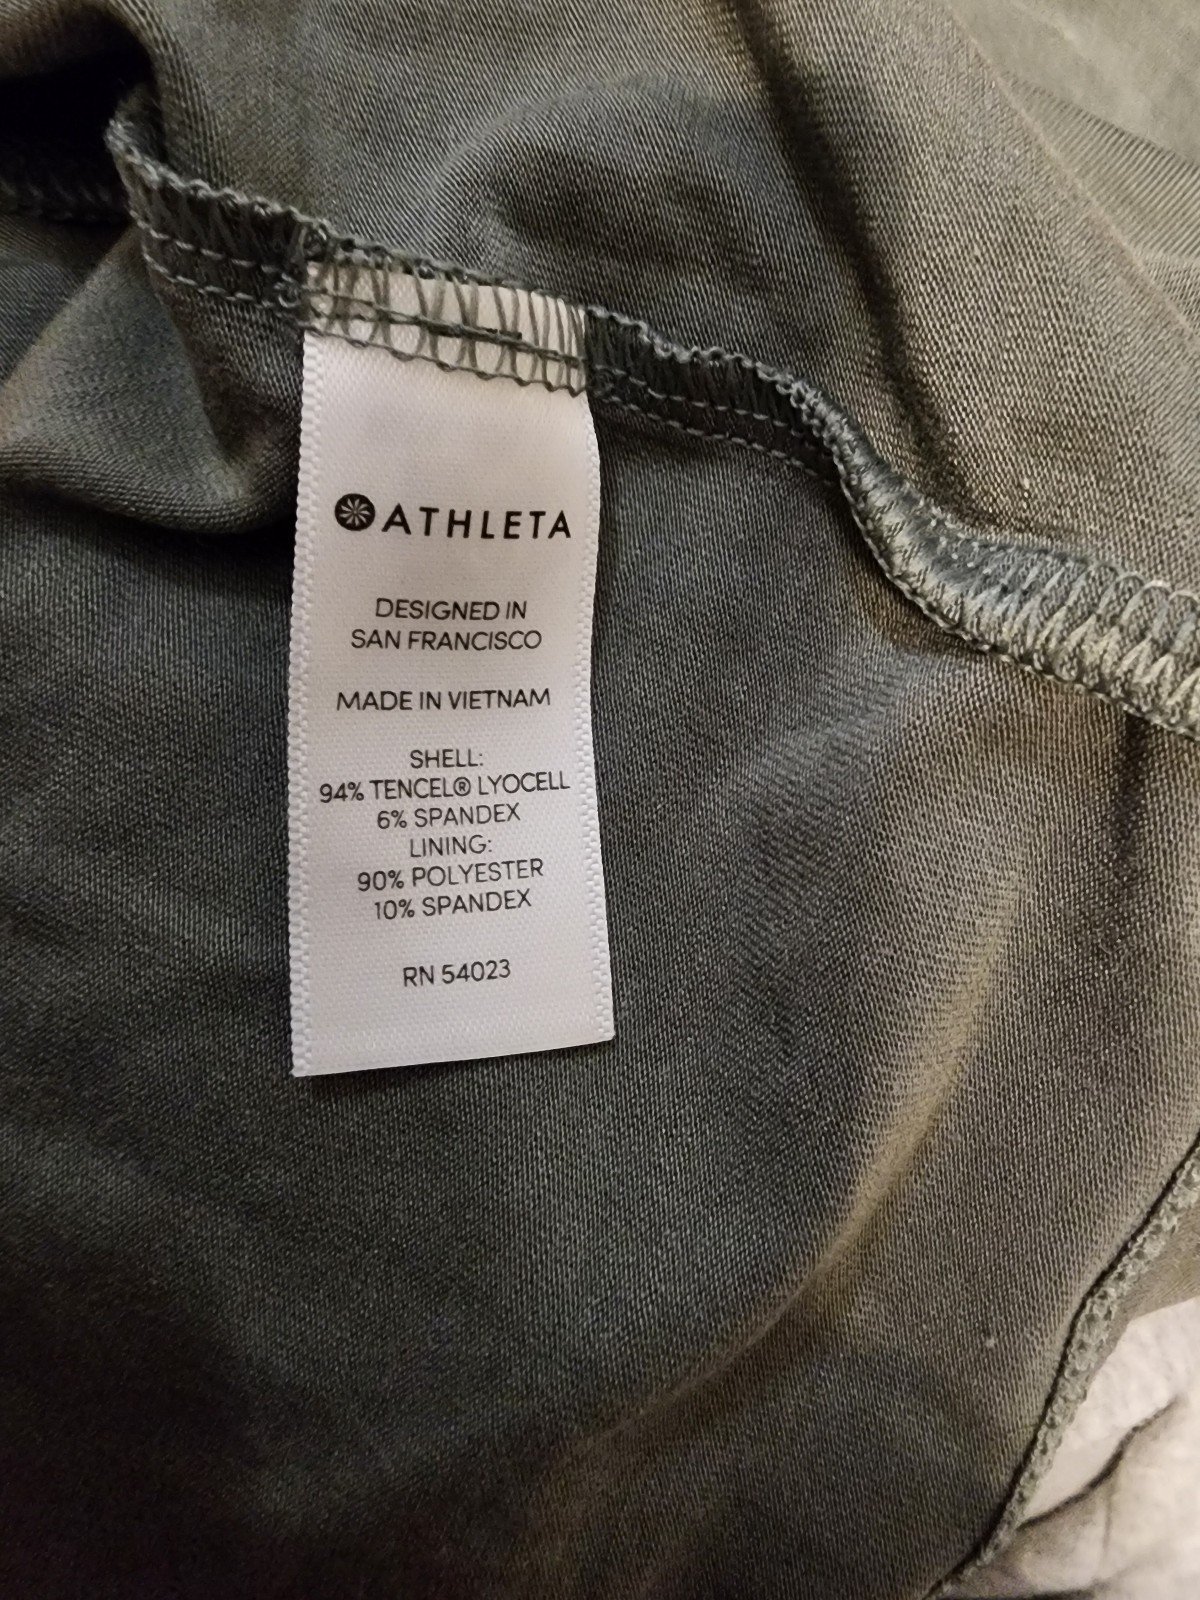 ATHLETA
DESIGNED IN
SAN FRANCISCO
MADE IN VIETNAM
SHELL:
94% TENCEL® LYOCELL
6% SPANDEX
LINING:
90% POLYESTER
10% SPANDEX
RN 54023